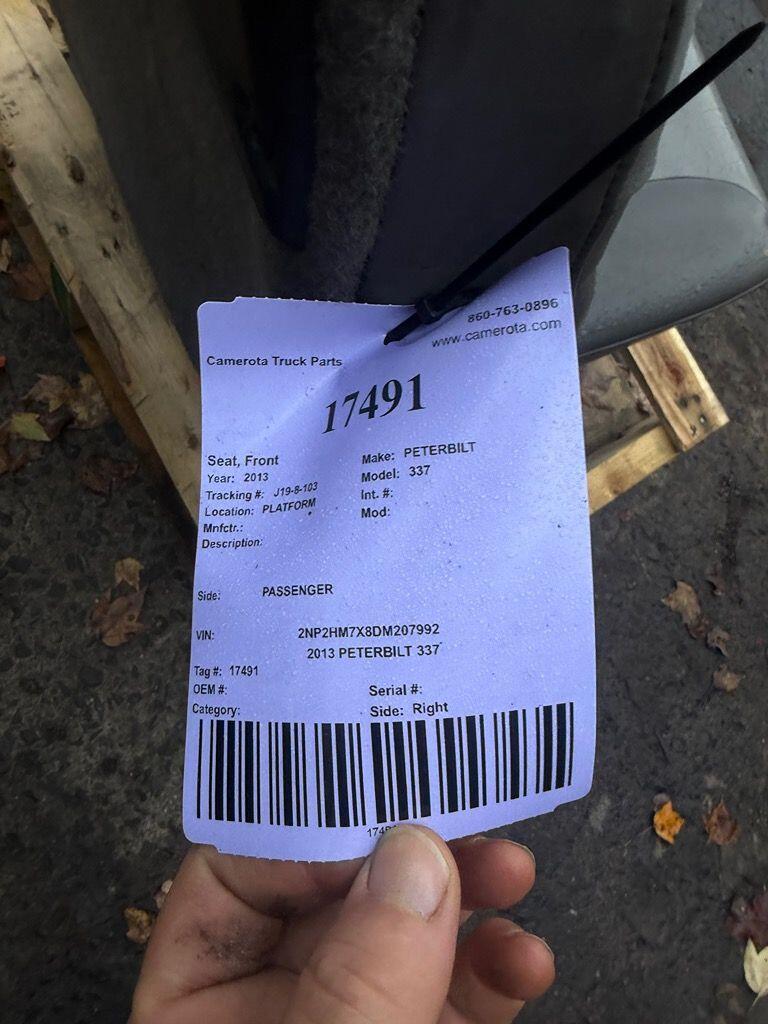 860-763-0896
www.camerota.com
Camerota Truck Parts
17491
Seat, Front
Make: PETERBILT
Year: 2013
Model: 337
Tracking #: J19-8-103
Int. #:
Location: PLATFORM
Mod:
Mnfctr.:
Description:
Side: PASSENGER
VIN: 2NP2HM7X8DM207992
2013 PETERBILT 337
Tag #: 17491
OEM #:
Serial #:
Category:
Side: Right